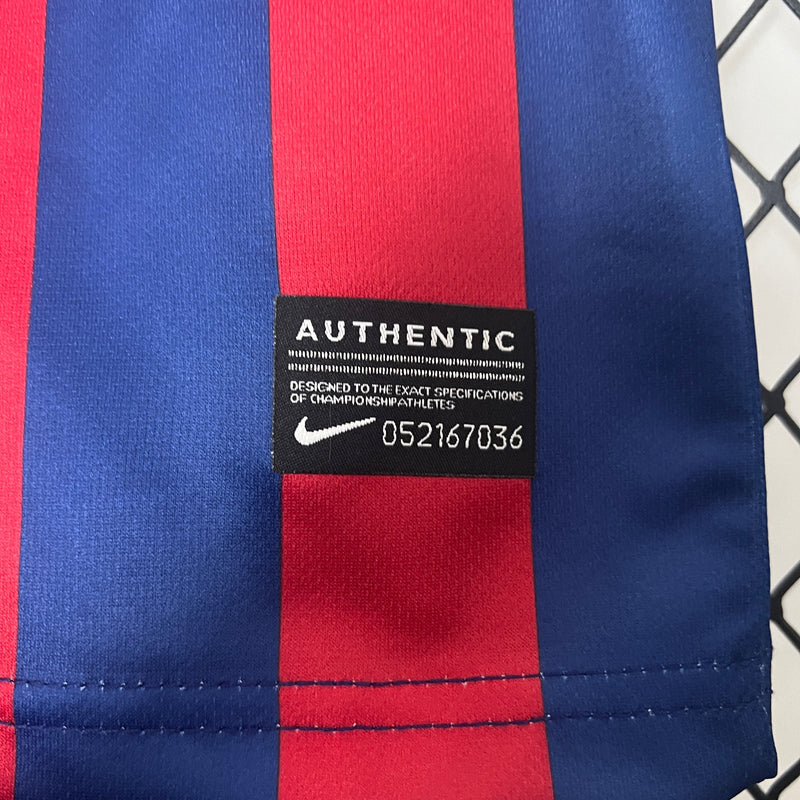 AUTHENTIC
DESIGNED TO THE EXACT SPECIFICATIONS
OF CHAMPIONSHIPATHLETES
052167036